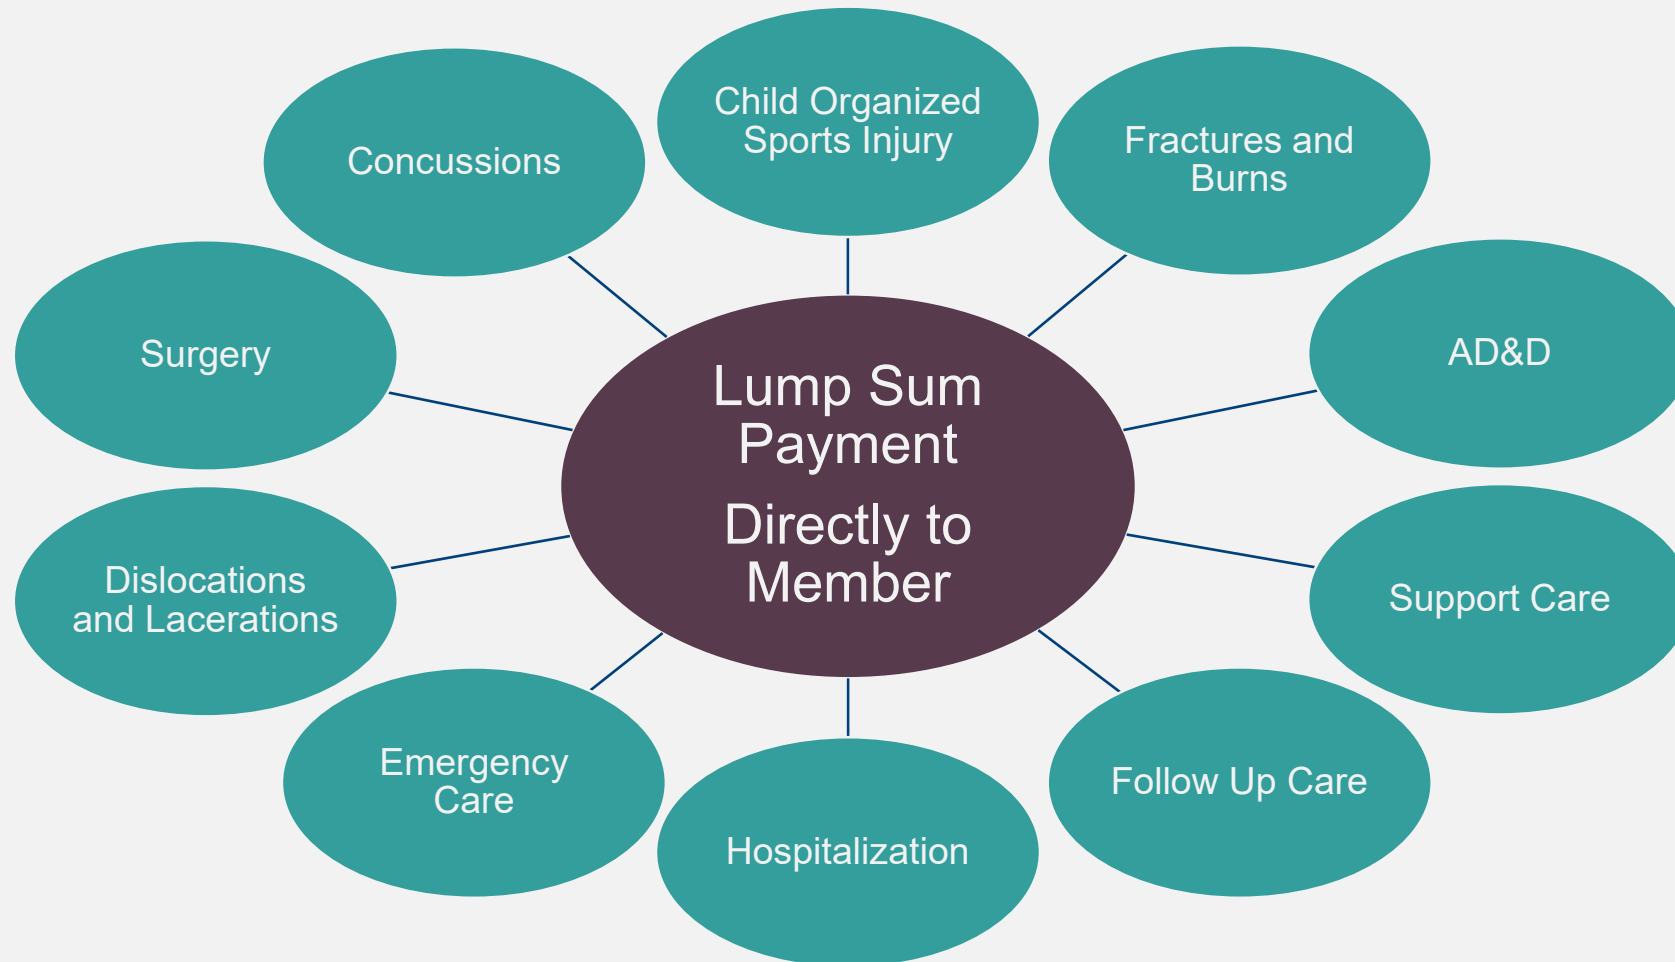 Child Organized
Sports Injury
Concussions
Fractures and
Burns
Surgery
AD&D
Lump Sum
Payment
Directly to
Member
Dislocations
and Lacerations
Support Care
Emergency
Care
Follow Up Care
Hospitalization